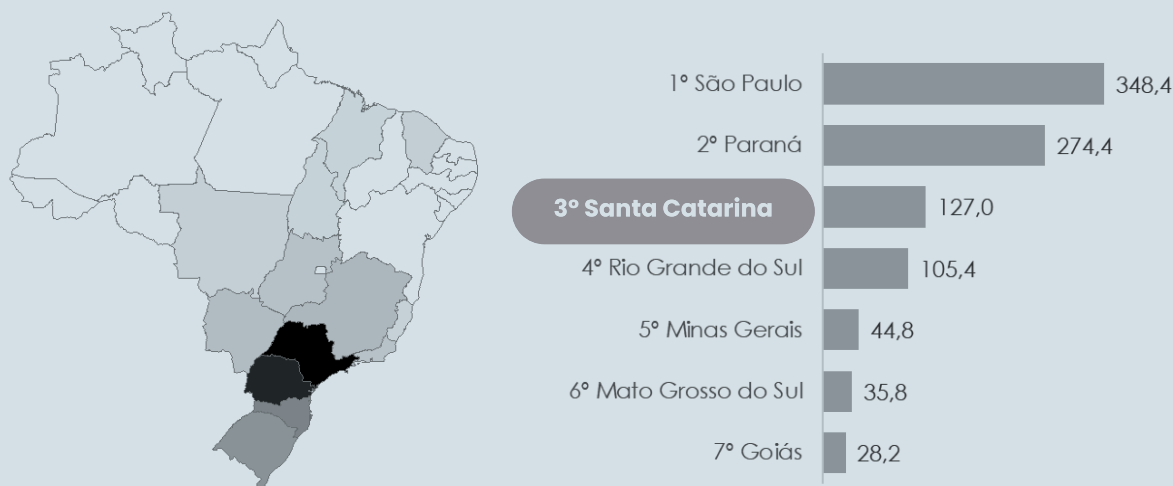 1º São Paulo 348,4
2º Paraná 274,4
3º Santa Catarina 127,0
4º Rio Grande do Sul 105,4
5º Minas Gerais 44,8
6º Mato Grosso do Sul 35,8
7º Goiás 28,2